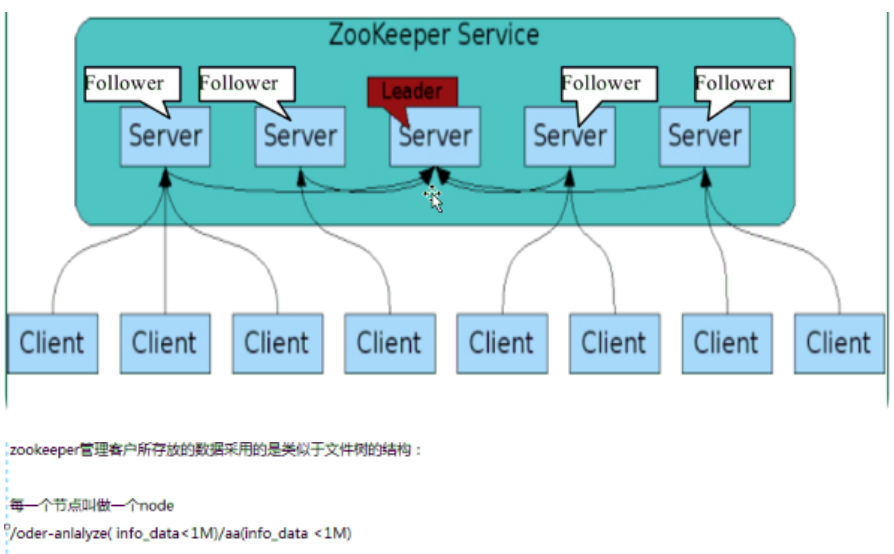 ZooKeeper Service
Follower
Follower
Leader
Follower
Follower
Server
Server
Server
Server
Server
Client
Client
Client
Client
Client
Client
Client
Client
zookeeper管理客户所存放的数据采用的是类似于文件树的结构：
每一个节点叫做一个node
/oder-anlalyze( info_data<1M)/aa(info_data <1M)